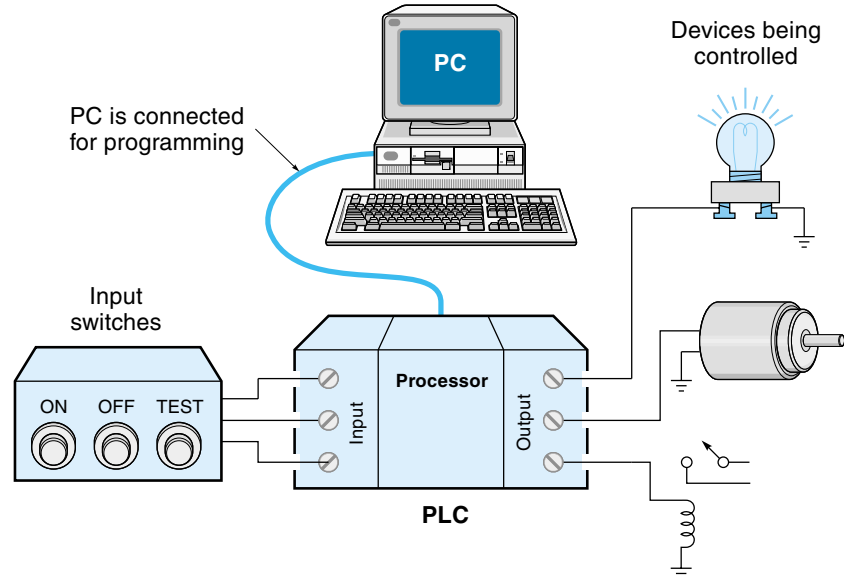 PC
Devices being
controlled
PC is connected
for programming
Input
switches
ON OFF TEST
Input
Processor
Output
PLC